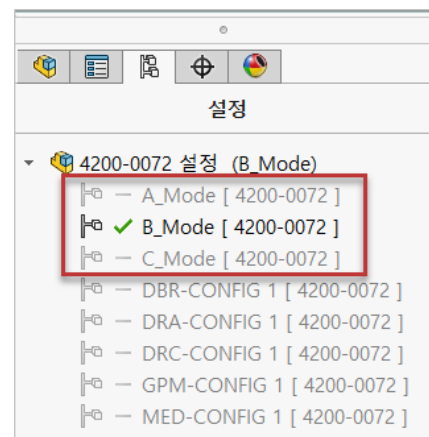 설정
4200-0072 설정 (B_Mode)
A_Mode [ 4200-0072 ]
B_Mode [ 4200-0072 ]
C_Mode [ 4200-0072 ]
DBR-CONFIG 1 [ 4200-0072 ]
DRA-CONFIG 1 [ 4200-0072 ]
DRC-CONFIG 1 [ 4200-0072 ]
GPM-CONFIG 1 [ 4200-0072 ]
MED-CONFIG 1 [ 4200-0072 ]